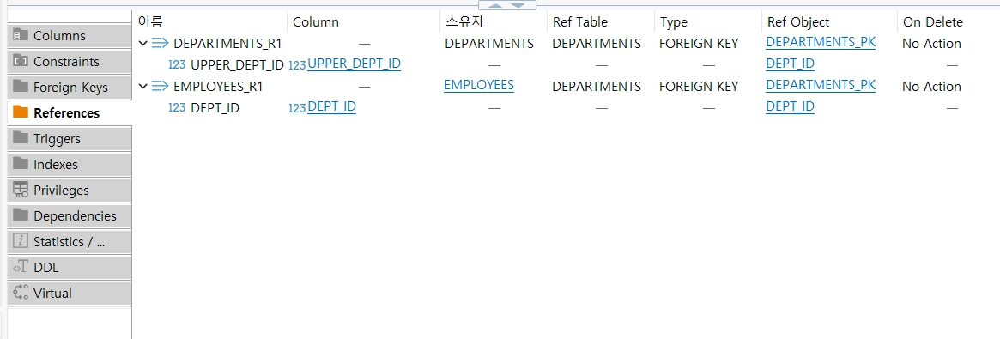 이름 Column 소유자 Ref Table Type Ref Object On Delete
DEPARTMENTS_R1 — DEPARTMENTS DEPARTMENTS FOREIGN KEY DEPARTMENTS_PK No Action
123 UPPER_DEPT_ID 123 UPPER_DEPT_ID — — — DEPT_ID —
EMPLOYEES_R1 — EMPLOYEES DEPARTMENTS FOREIGN KEY DEPARTMENTS_PK No Action
123 DEPT_ID 123 DEPT_ID — — — DEPT_ID —
Columns
Constraints
Foreign Keys
References
Triggers
Indexes
Privileges
Dependencies
Statistics / ...
DDL
Virtual